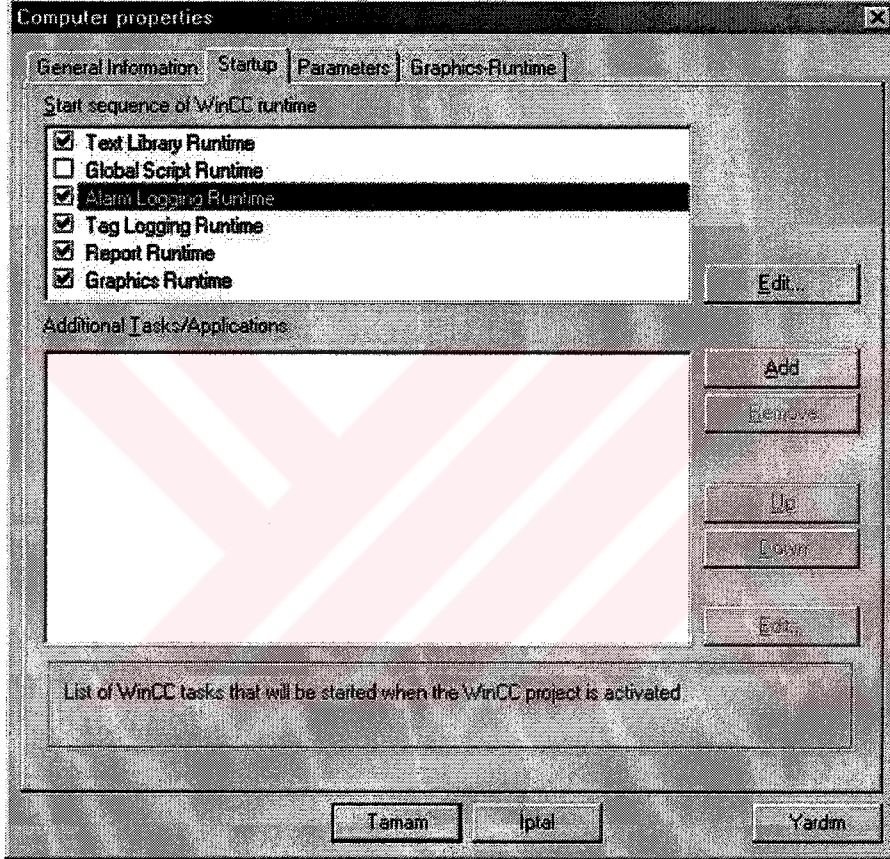 Computer properties
General Information Startup Parameters Graphics-Runtime
Start sequence of WinCC runtime
Text Library Runtime
Global Script Runtime
Alarm Logging Runtime
Tag Logging Runtime
Report Runtime
Graphics Runtime
Edit...
Additional Tasks/Applications
Add
Remove
Up
Down
Edit...
List of WinCC tasks that will be started when the WinCC project is activated
Tamam İptal Yardım